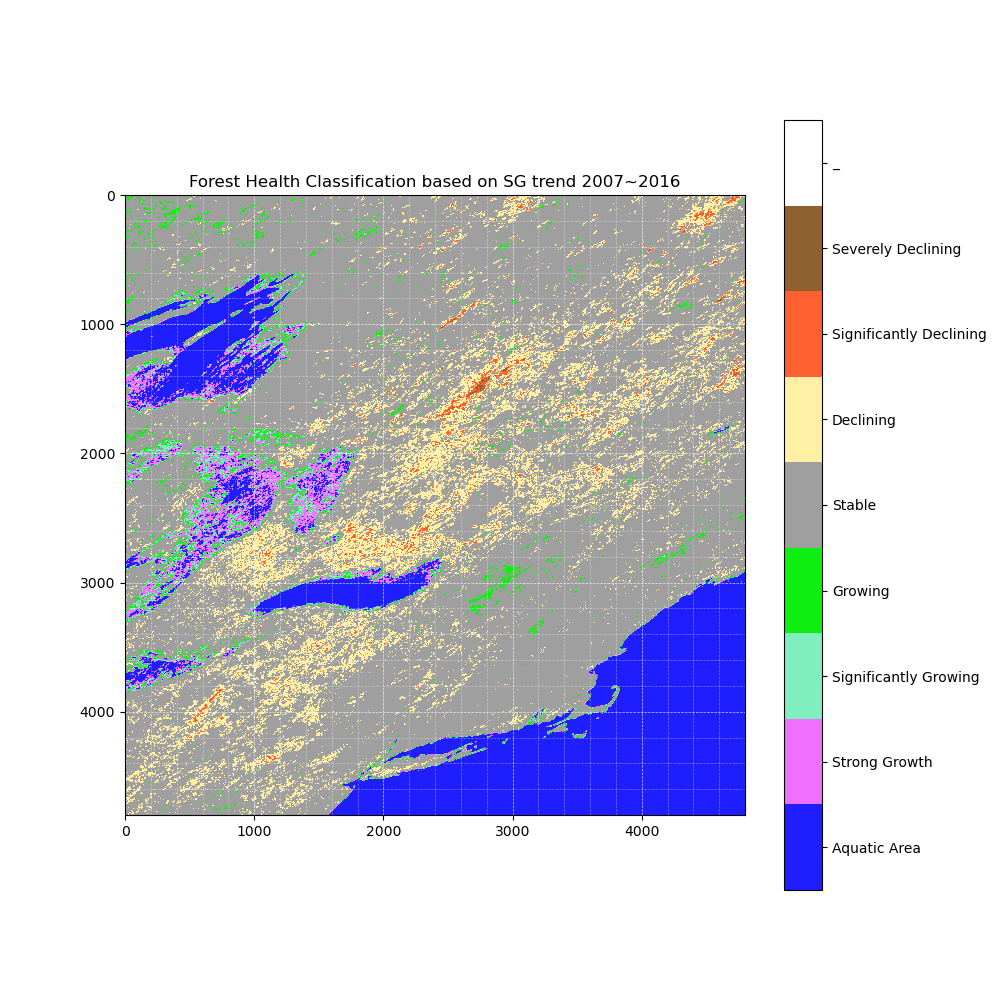 Forest Health Classification based on SG trend 2007~2016
0
1000
2000
3000
4000
0 1000 2000 3000 4000
_
Severely Declining
Significantly Declining
Declining
Stable
Growing
Significantly Growing
Strong Growth
Aquatic Area